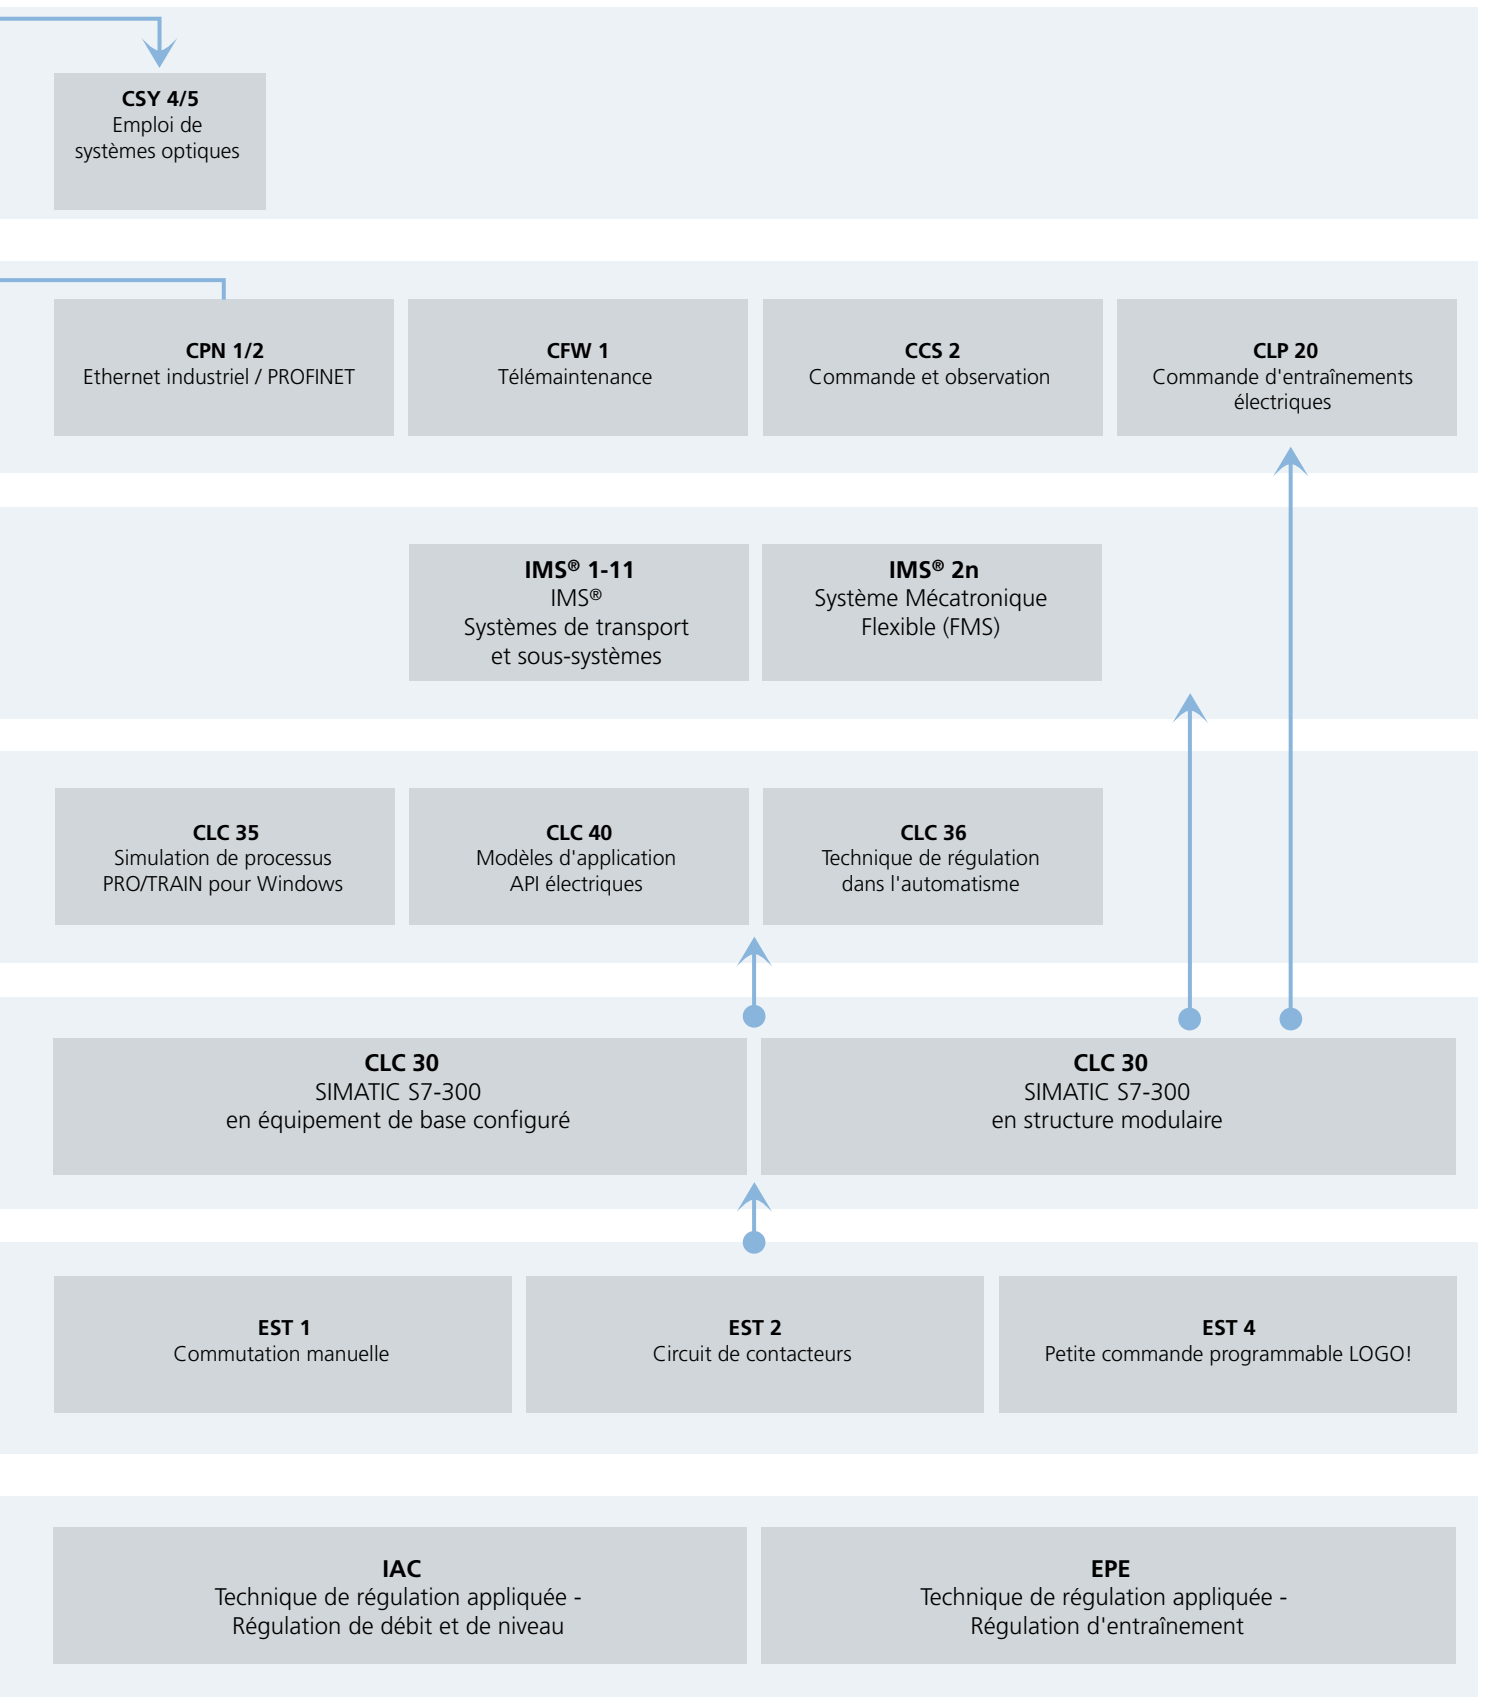 CSY 4/5
Emploi de
systèmes optiques
CPN 1/2
Ethernet industriel / PROFINET
CFW 1
Télémaintenance
CCS 2
Commande et observation
CLP 20
Commande d'entraînements
électriques
IMS® 1-11
IMS®
Systèmes de transport
et sous-systèmes
IMS® 2n
Système Mécatronique
Flexible (FMS)
CLC 35
Simulation de processus
PRO/TRAIN pour Windows
CLC 40
Modèles d'application
API électriques
CLC 36
Technique de régulation
dans l'automatisme
CLC 30
SIMATIC S7-300
en équipement de base configuré
CLC 30
SIMATIC S7-300
en structure modulaire
EST 1
Commutation manuelle
EST 2
Circuit de contacteurs
EST 4
Petite commande programmable LOGO!
IAC
Technique de régulation appliquée -
Régulation de débit et de niveau
EPE
Technique de régulation appliquée -
Régulation d'entraînement